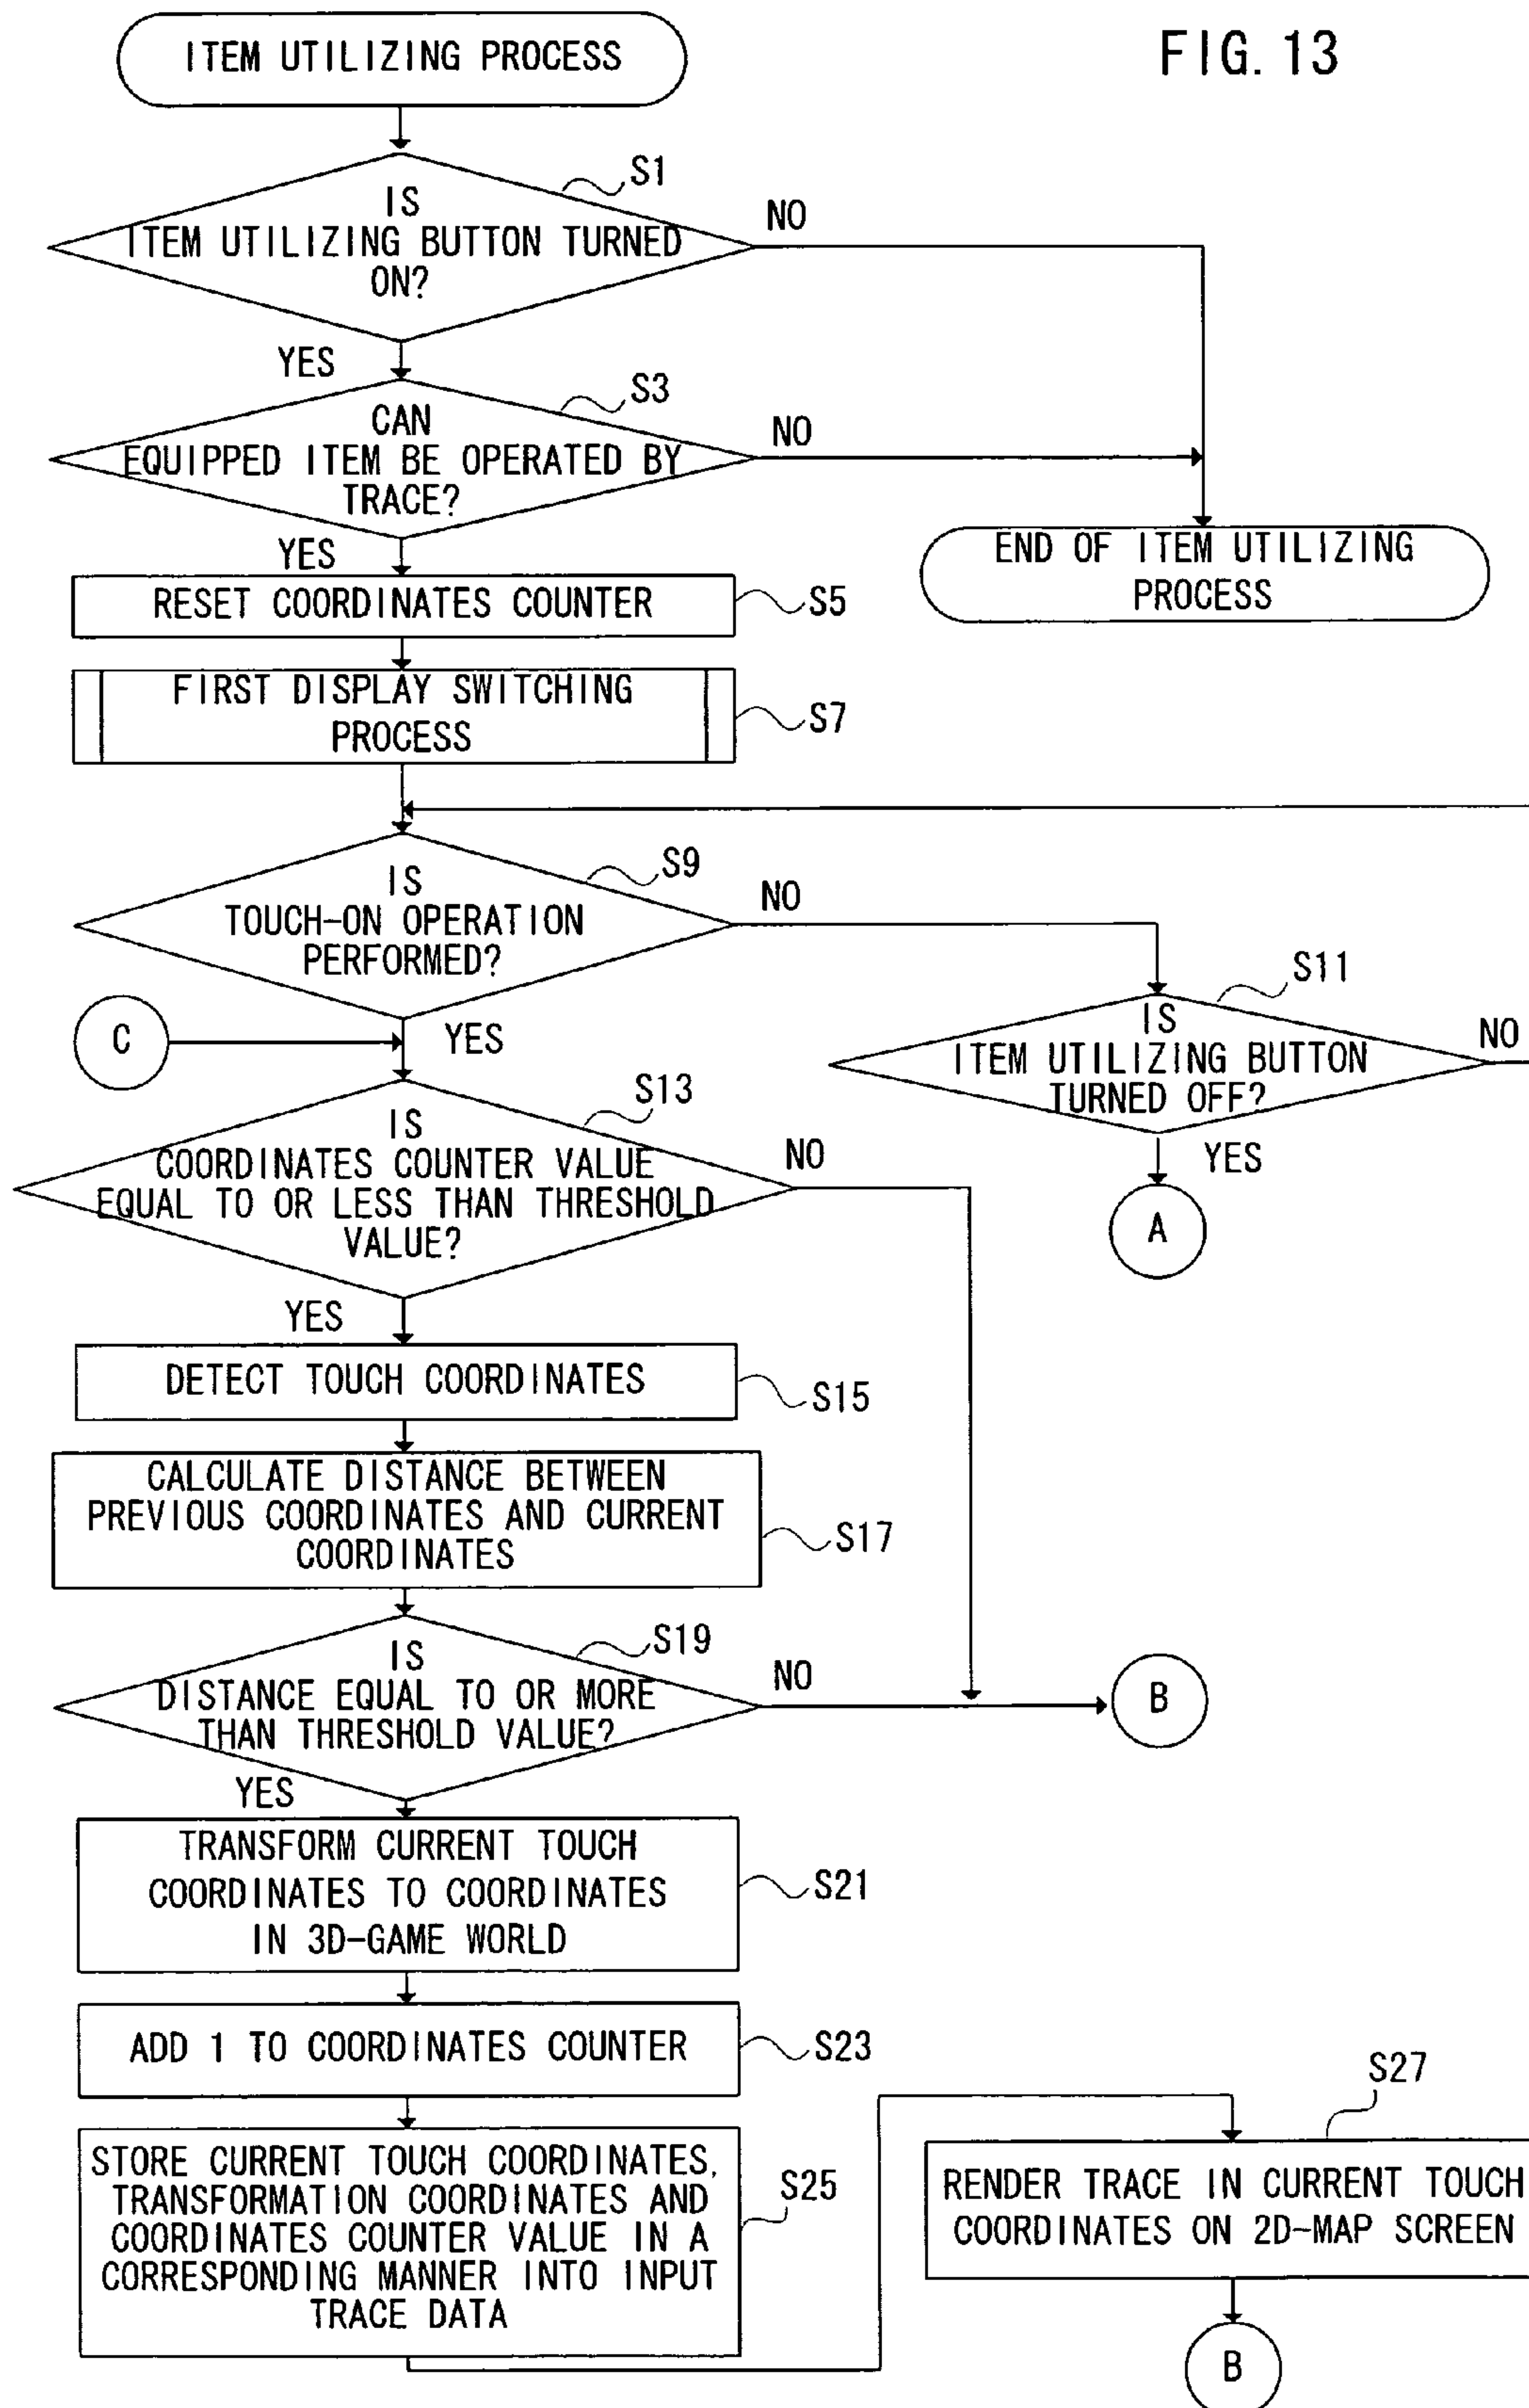 FIG. 13
ITEM UTILIZING PROCESS
S1
IS
ITEM UTILIZING BUTTON TURNED
ON?
NO
YES
S3
CAN
EQUIPPED ITEM BE OPERATED BY
TRACE?
NO
YES
END OF ITEM UTILIZING
PROCESS
RESET COORDINATES COUNTER
S5
FIRST DISPLAY SWITCHING
PROCESS
S7
S9
IS
TOUCH-ON OPERATION
PERFORMED?
NO
YES
S11
IS
ITEM UTILIZING BUTTON
TURNED OFF?
NO
YES
A
C
S13
IS
COORDINATES COUNTER VALUE
EQUAL TO OR LESS THAN THRESHOLD
VALUE?
NO
YES
DETECT TOUCH COORDINATES
S15
CALCULATE DISTANCE BETWEEN
PREVIOUS COORDINATES AND CURRENT
COORDINATES
S17
S19
IS
DISTANCE EQUAL TO OR MORE
THAN THRESHOLD VALUE?
NO
B
YES
TRANSFORM CURRENT TOUCH
COORDINATES TO COORDINATES
IN 3D-GAME WORLD
S21
ADD 1 TO COORDINATES COUNTER
S23
STORE CURRENT TOUCH COORDINATES,
TRANSFORMATION COORDINATES AND
COORDINATES COUNTER VALUE IN A
CORRESPONDING MANNER INTO INPUT
TRACE DATA
S25
S27
RENDER TRACE IN CURRENT TOUCH
COORDINATES ON 2D-MAP SCREEN
B